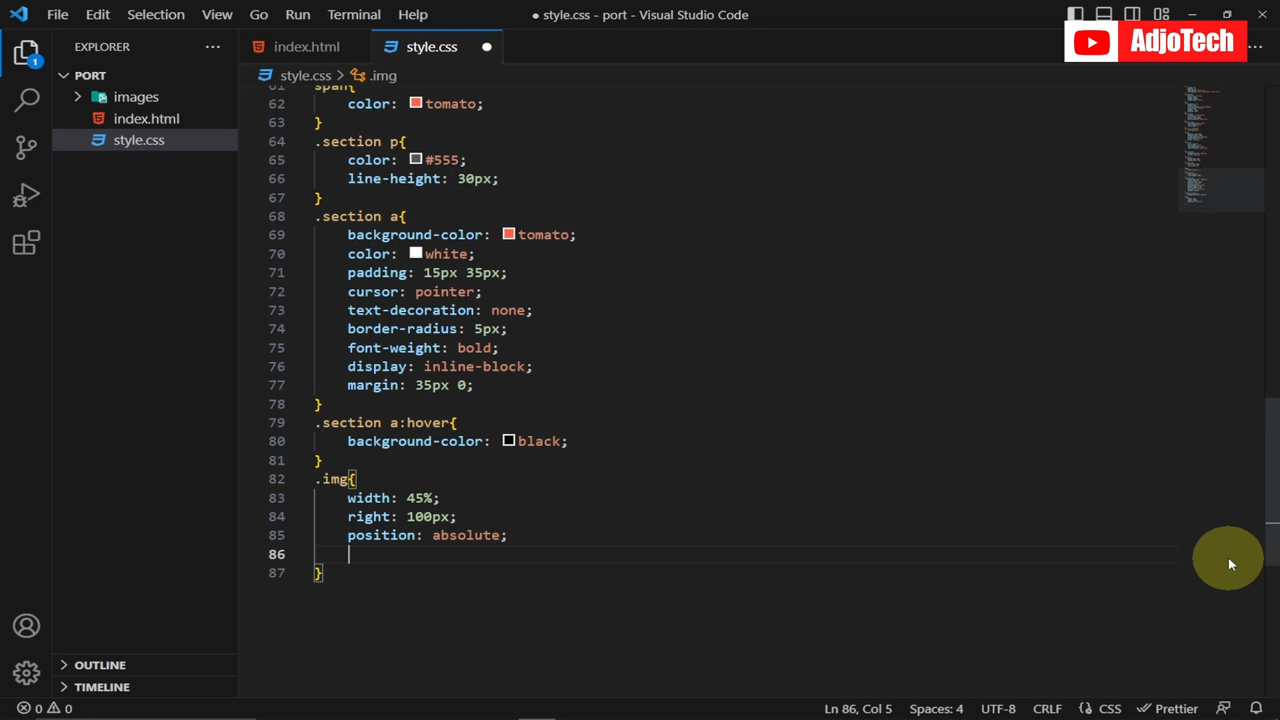 File Edit Selection View Go Run Terminal Help ● style.css - port - Visual Studio Code
AdjoTech
EXPLORER ···
index.html
style.css
style.css > .img
PORT
images
index.html
style.css
61 span{
62 color: tomato;
63 }
64 .section p{
65 color: #555;
66 line-height: 30px;
67 }
68 .section a{
69 background-color: tomato;
70 color: white;
71 padding: 15px 35px;
72 cursor: pointer;
73 text-decoration: none;
74 border-radius: 5px;
75 font-weight: bold;
76 display: inline-block;
77 margin: 35px 0;
78 }
79 .section a:hover{
80 background-color: black;
81 }
82 .img{
83 width: 45%;
84 right: 100px;
85 position: absolute;
86
87 }
1
OUTLINE
TIMELINE
0 0 Ln 86, Col 5 Spaces: 4 UTF-8 CRLF CSS Prettier